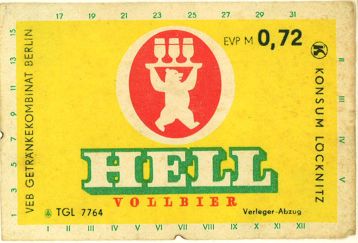 17 19 21 23 25 27 29 31
15
13
11
9
7
5
3
1
VEB GETRÄNKEKOMBINAT BERLIN
EVP M 0,72
K
KONSUM LOCKNITZ
HELL
VOLLBIER
TGL 7764
Verleger-Abzug
I II III IV V VI VII VIII IX X XI XII